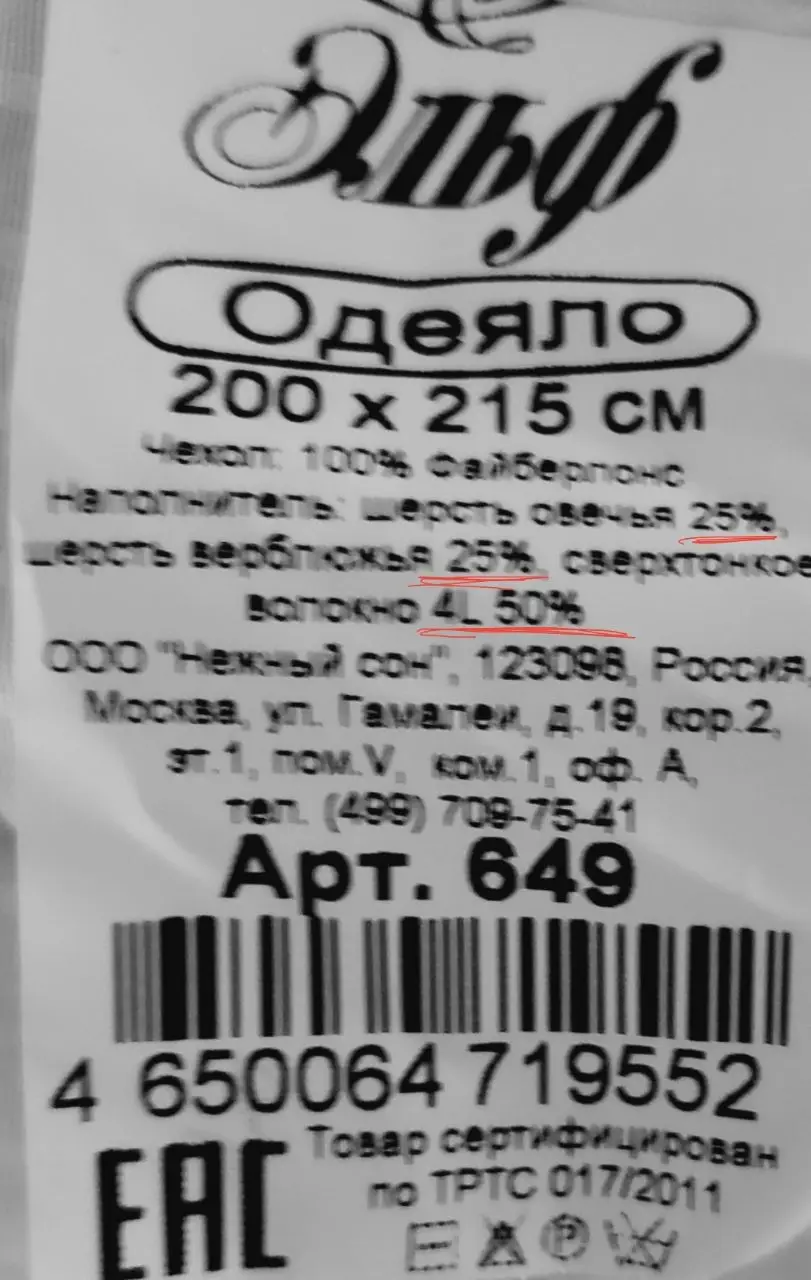 Эльф
Одеяло
200 х 215 см
Чехол: 100% Файберлонс
Наполнитель: шерсть овечья 25%,
шерсть верблюжья 25%, сверхтонкое
волокно 4L 50%
ООО "Нежный сон", 123098, Россия,
Москва, ул. Гамалеи, д.19, кор.2,
эт.1, пом.V, ком.1, оф. А,
тел. (499) 709-75-41
Арт. 649
4 650064 719552
ЕАС
Товар сертифицирован
по ТРТС 017/2011